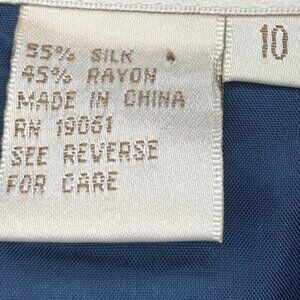 55% SILK
45% RAYON
MADE IN CHINA
RN 19061
SEE REVERSE
FOR CARE
10